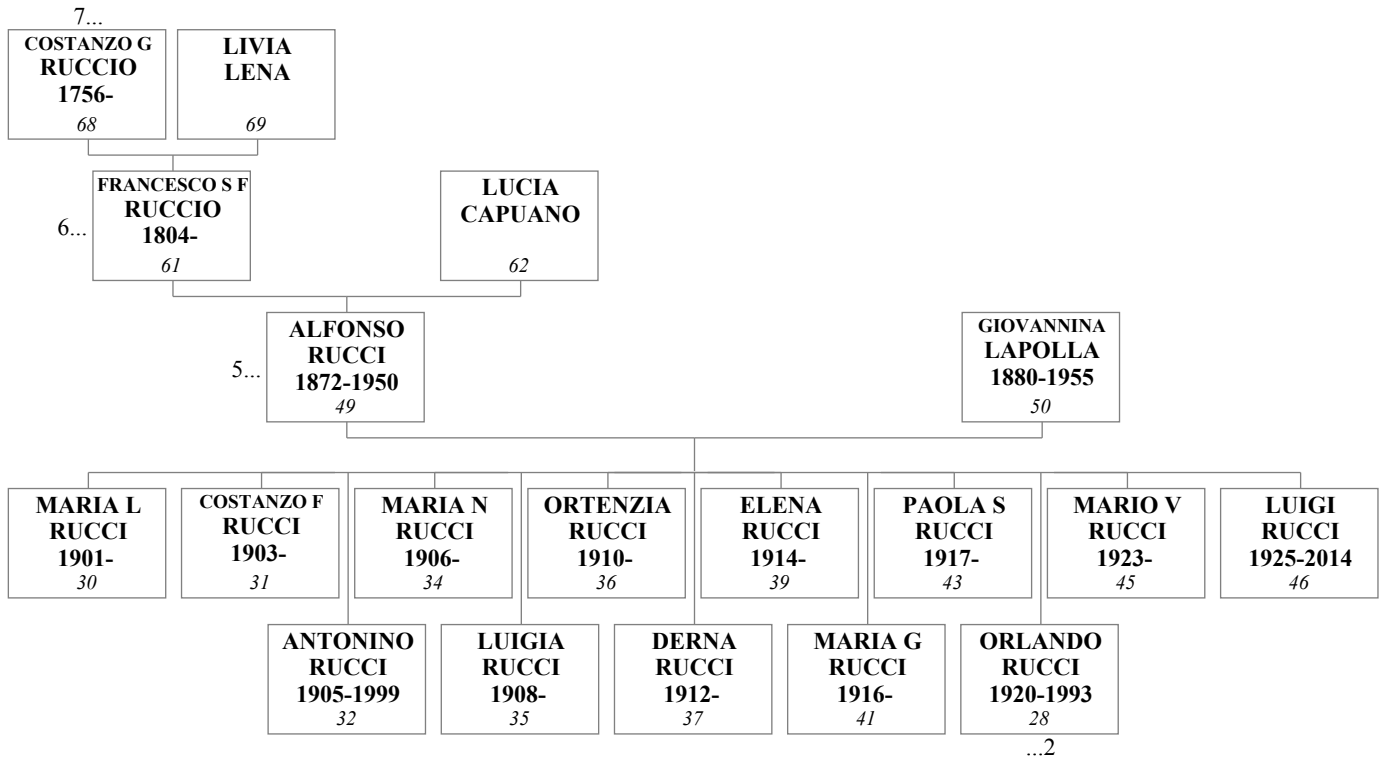 7...
COSTANZO G
RUCCIO
1756-
68
LIVIA
LENA
69
6...
FRANCESCO S F
RUCCIO
1804-
61
LUCIA
CAPUANO
62
5...
ALFONSO
RUCCI
1872-1950
49
GIOVANNINA
LAPOLLA
1880-1955
50
MARIA L
RUCCI
1901-
30
COSTANZO F
RUCCI
1903-
31
MARIA N
RUCCI
1906-
34
ORTENZIA
RUCCI
1910-
36
ELENA
RUCCI
1914-
39
PAOLA S
RUCCI
1917-
43
MARIO V
RUCCI
1923-
45
LUIGI
RUCCI
1925-2014
46
ANTONINO
RUCCI
1905-1999
32
LUIGIA
RUCCI
1908-
35
DERNA
RUCCI
1912-
37
MARIA G
RUCCI
1916-
41
ORLANDO
RUCCI
1920-1993
28
...2